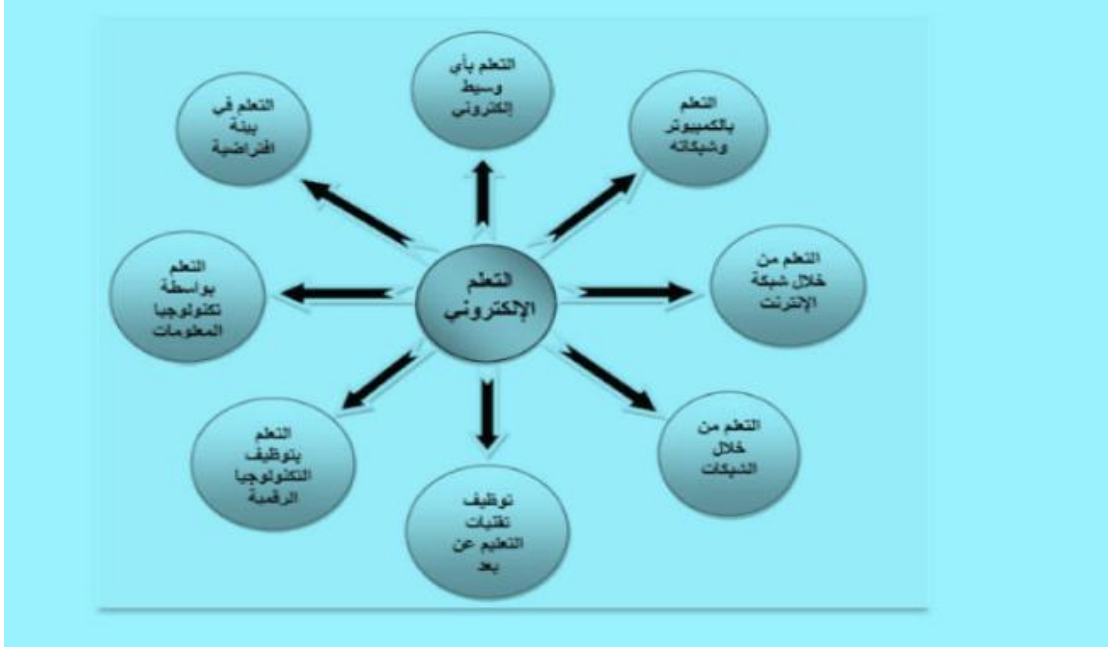 التعلم بأي
وسيط
إلكتروني
التعلم
بالكمبيوتر
وشبكاته
التعلم من
خلال شبكة
الإنترنت
التعلم من
خلال
الشبكات
توظيف
تقنيات
التعليم عن
بعد
التعلم
بتوظيف
التكنولوجيا
الرقمية
التعلم
بواسطة
تكنولوجيا
المعلومات
التعلم في
بيئة
افتراضية
التعلم
الإلكتروني